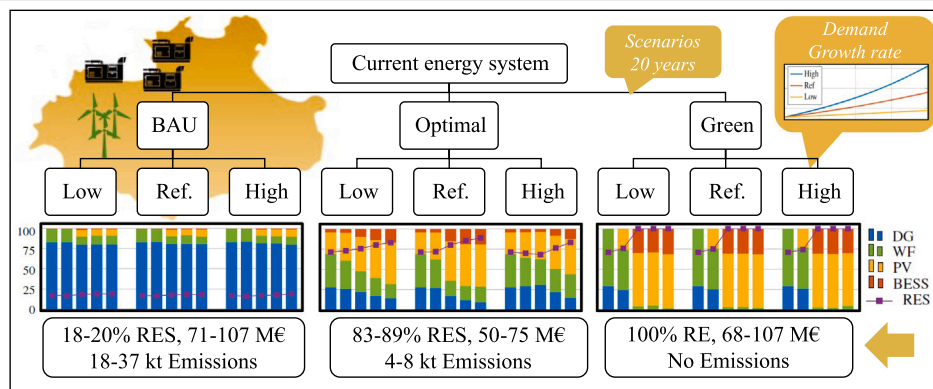 Current energy system
Scenarios
20 years
Demand
Growth rate
High
Ref
Low
BAU
Optimal
Green
Low
Ref.
High
Low
Ref.
High
Low
Ref.
High
100
75
50
25
0
DG
WF
PV
BESS
RES
18-20% RES, 71-107 M€
18-37 kt Emissions
83-89% RES, 50-75 M€
4-8 kt Emissions
100% RE, 68-107 M€
No Emissions